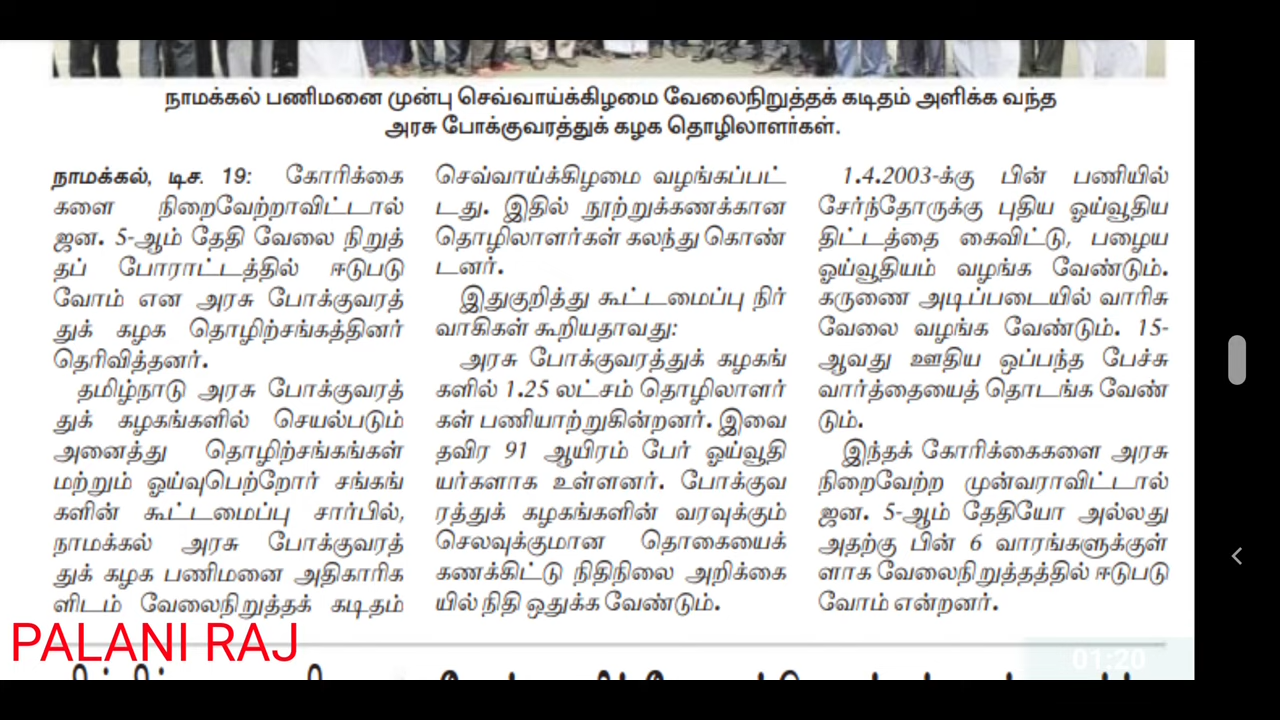 நாமக்கல் பணிமனை முன்பு செவ்வாய்க்கிழமை வேலைநிறுத்தக் கடிதம் அளிக்க வந்த
அரசு போக்குவரத்துக் கழக தொழிலாளர்கள்.
நாமக்கல், டிச. 19: கோரிக்கை
களை நிறைவேற்றாவிட்டால்
ஜன. 5-ஆம் தேதி வேலை நிறுத்
தப் போராட்டத்தில் ஈடுபடு
வோம் என அரசு போக்குவரத்
துக் கழக தொழிற்சங்கத்தினர்
தெரிவித்தனர்.
தமிழ்நாடு அரசு போக்குவரத்
துக் கழகங்களில் செயல்படும்
அனைத்து தொழிற்சங்கங்கள்
மற்றும் ஓய்வுபெற்றோர் சங்கங்
களின் கூட்டமைப்பு சார்பில்,
நாமக்கல் அரசு போக்குவரத்
துக் கழக பணிமனை அதிகாரிக
ளிடம் வேலைநிறுத்தக் கடிதம்
செவ்வாய்க்கிழமை வழங்கப்பட்
டது. இதில் நூற்றுக்கணக்கான
தொழிலாளர்கள் கலந்து கொண்
டனர்.
இதுகுறித்து கூட்டமைப்பு நிர்
வாகிகள் கூறியதாவது:
அரசு போக்குவரத்துக் கழகங்
களில் 1.25 லட்சம் தொழிலாளர்
கள் பணியாற்றுகின்றனர். இவை
தவிர 91 ஆயிரம் பேர் ஓய்வூதி
யர்களாக உள்ளனர். போக்குவ
ரத்துக் கழகங்களின் வரவுக்கும்
செலவுக்குமான தொகையைக்
கணக்கிட்டு நிதிநிலை அறிக்கை
யில் நிதி ஒதுக்க வேண்டும்.
1.4.2003-க்கு பின் பணியில்
சேர்ந்தோருக்கு புதிய ஓய்வூதிய
திட்டத்தை கைவிட்டு, பழைய
ஓய்வூதியம் வழங்க வேண்டும்.
கருணை அடிப்படையில் வாரிசு
வேலை வழங்க வேண்டும். 15-
ஆவது ஊதிய ஒப்பந்த பேச்சு
வார்த்தையைத் தொடங்க வேண்
டும்.
இந்தக் கோரிக்கைகளை அரசு
நிறைவேற்ற முன்வராவிட்டால்
ஜன. 5-ஆம் தேதியோ அல்லது
அதற்கு பின் 6 வாரங்களுக்குள்
ளாக வேலைநிறுத்தத்தில் ஈடுபடு
வோம் என்றனர்.
PALANI RAJ
01:20